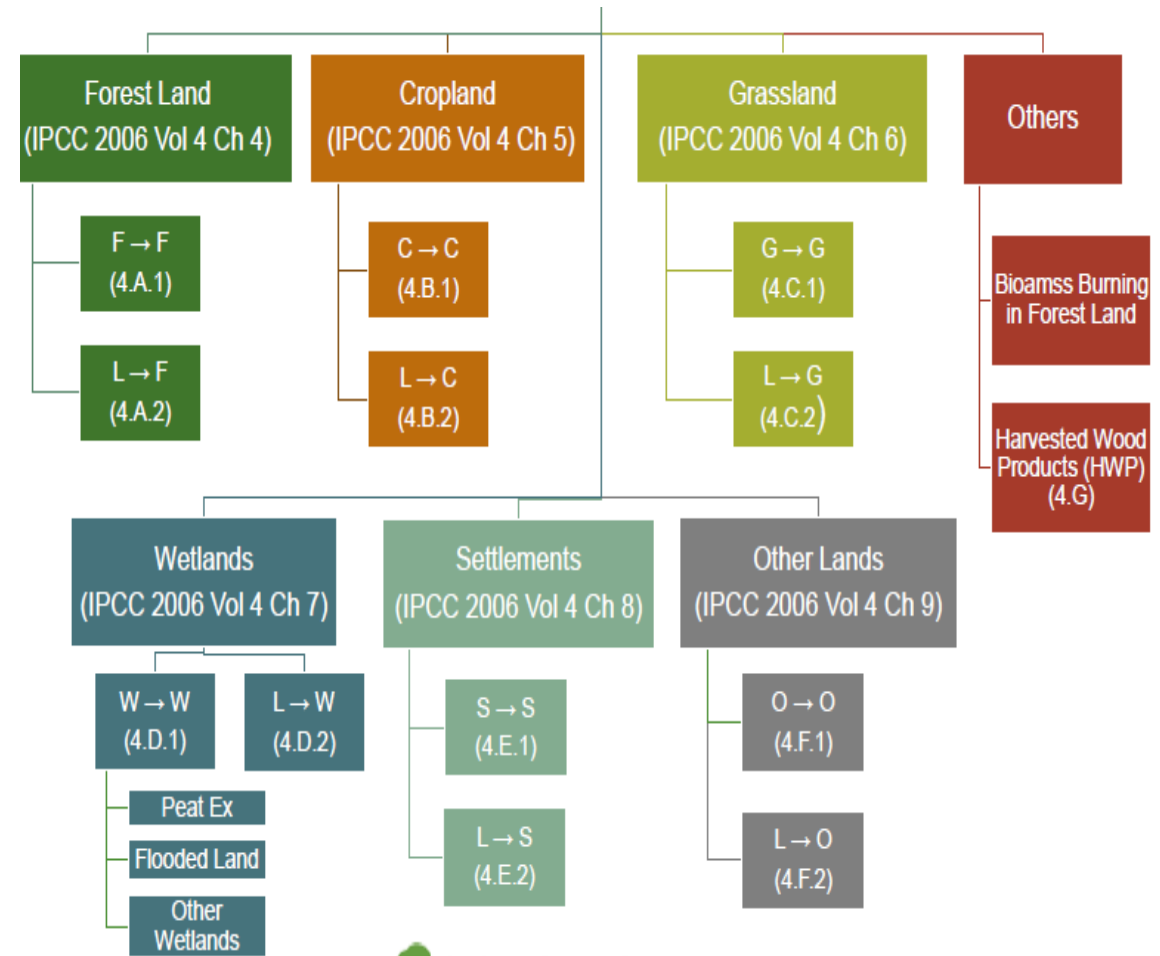 Forest Land
(IPCC 2006 Vol 4 Ch 4)
F → F
(4.A.1)
L → F
(4.A.2)
Cropland
(IPCC 2006 Vol 4 Ch 5)
C → C
(4.B.1)
L → C
(4.B.2)
Grassland
(IPCC 2006 Vol 4 Ch 6)
G → G
(4.C.1)
L → G
(4.C.2)
Others
Bioamss Burning
in Forest Land
Harvested Wood
Products (HWP)
(4.G)
Wetlands
(IPCC 2006 Vol 4 Ch 7)
W → W
(4.D.1)
L → W
(4.D.2)
Peat Ex
Flooded Land
Other
Wetlands
Settlements
(IPCC 2006 Vol 4 Ch 8)
S → S
(4.E.1)
L → S
(4.E.2)
Other Lands
(IPCC 2006 Vol 4 Ch 9)
O → O
(4.F.1)
L → O
(4.F.2)